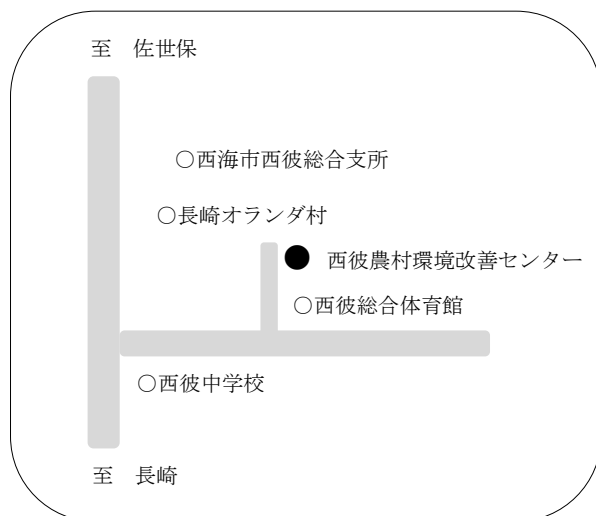 至　佐世保
○西海市西彼総合支所
○長崎オランダ村
● 西彼農村環境改善センター
○西彼総合体育館
○西彼中学校
至　長崎